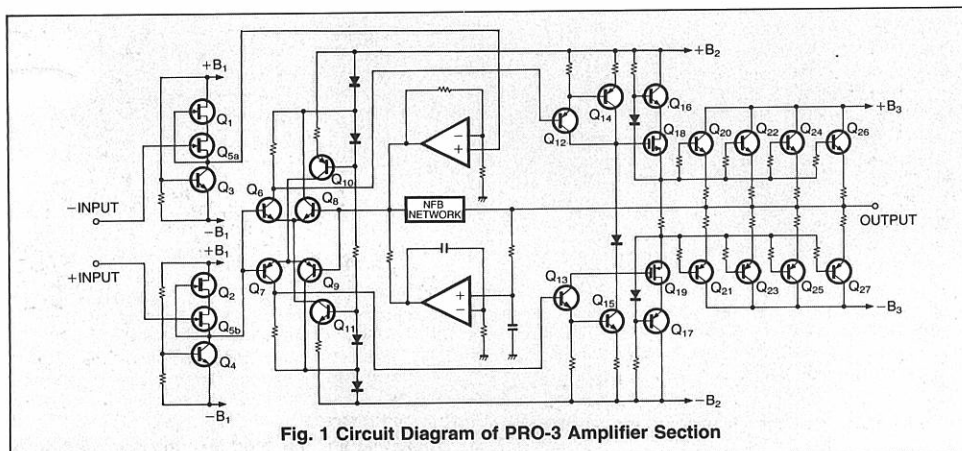 +B2
+B1
+B3
Q1
Q5a
Q3
−INPUT
−B1
+B1
+INPUT
Q2
Q5b
Q4
−B1
Q10
Q6
Q8
Q7
Q9
Q11
−
−
NFB
NETWORK
+
−
Q12
Q14
Q16
Q18
Q20
Q22
Q24
Q26
OUTPUT
Q13
Q15
Q19
Q17
Q21
Q23
Q25
Q27
−B3
−B2
Fig. 1 Circuit Diagram of PRO-3 Amplifier Section